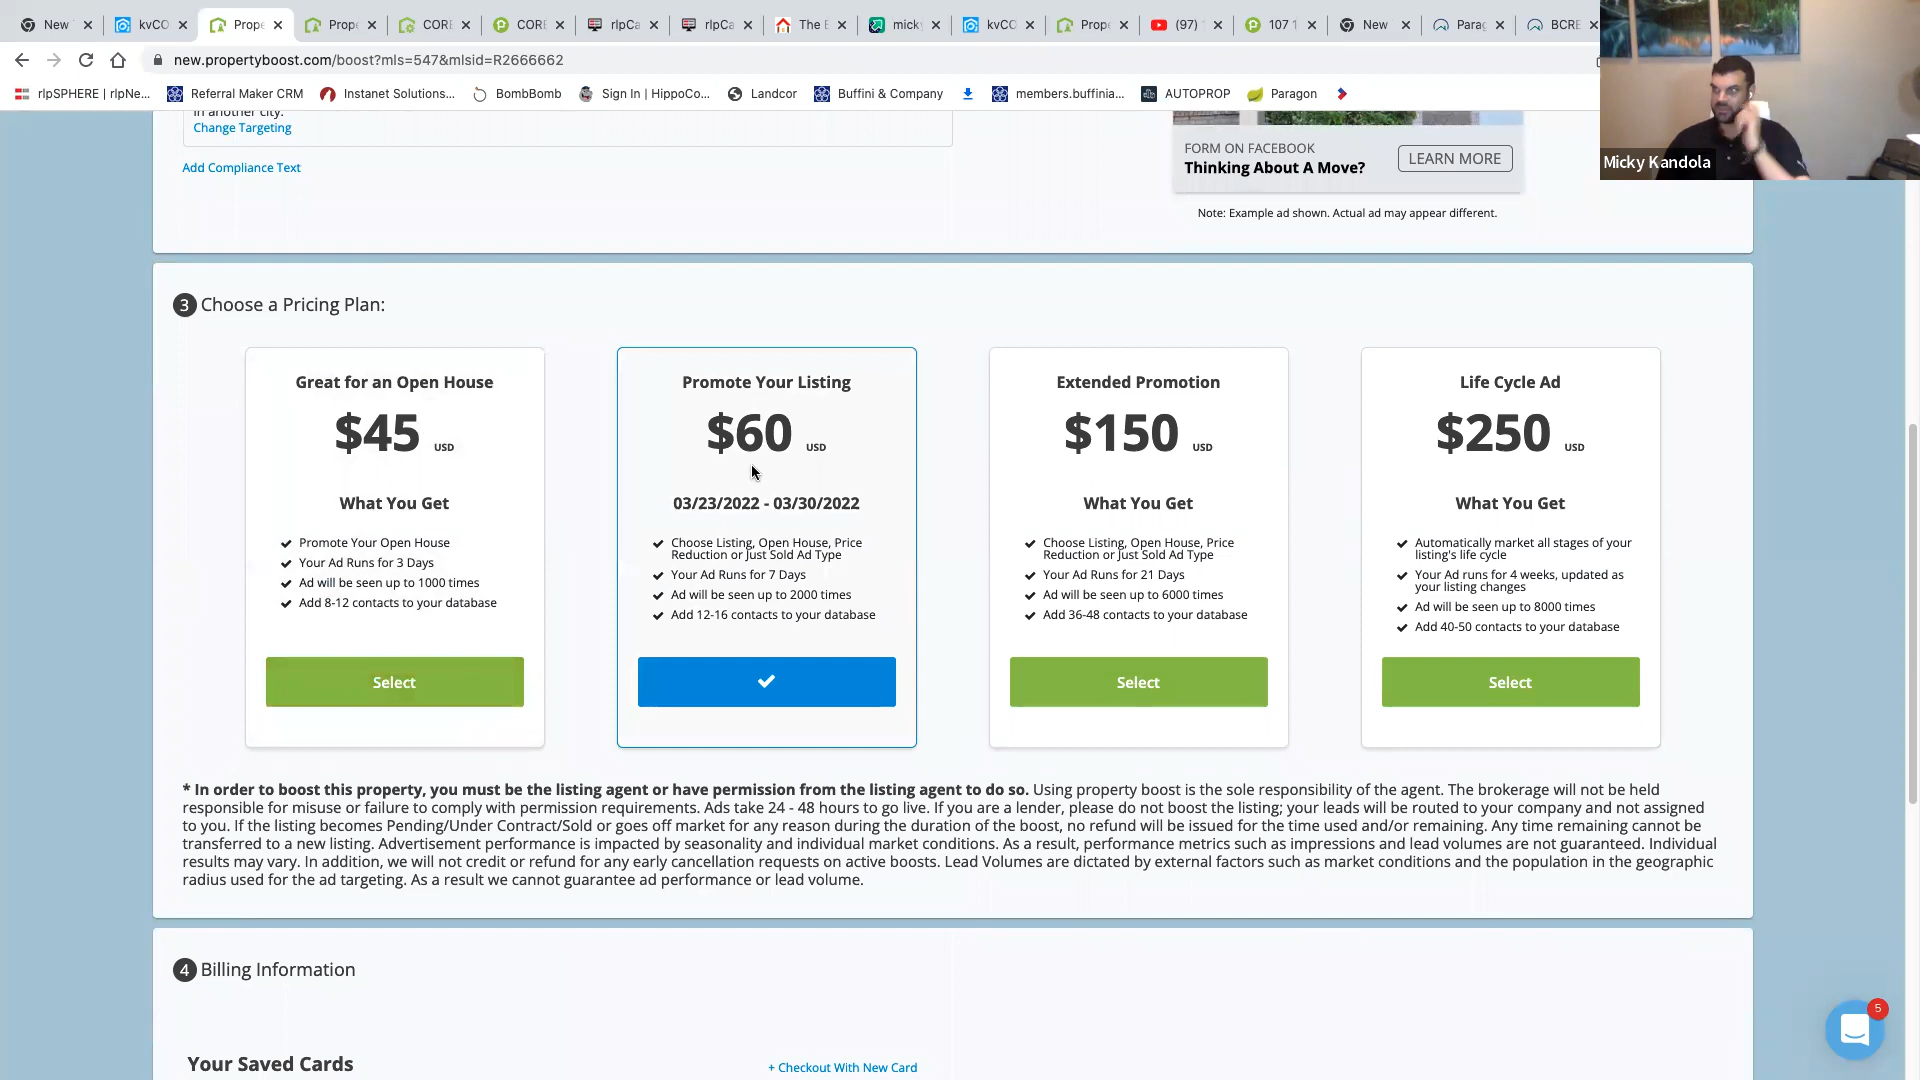 New
kvCO
Prope
Prope
CORE
CORE
rlpCa
rlpCa
The E
micky
kvCO
Prope
(97)
107 1
New
Parag
BCRE
new.propertyboost.com/boost?mls=547&mlsid=R2666662
rlpSPHERE | rlpNe...
Referral Maker CRM
Instanet Solutions...
BombBomb
Sign In | HippoCo...
Landcor
Buffini & Company
members.buffinia...
AUTOPROP
Paragon
Micky Kandola
in another city.
Change Targeting
Add Compliance Text
FORM ON FACEBOOK
Thinking About A Move?
LEARN MORE
Note: Example ad shown. Actual ad may appear different.
3 Choose a Pricing Plan:
Great for an Open House
$45 USD
What You Get
Promote Your Open House
Your Ad Runs for 3 Days
Ad will be seen up to 1000 times
Add 8-12 contacts to your database
Select
Promote Your Listing
$60 USD
03/23/2022 - 03/30/2022
Choose Listing, Open House, Price
Reduction or Just Sold Ad Type
Your Ad Runs for 7 Days
Ad will be seen up to 2000 times
Add 12-16 contacts to your database
Extended Promotion
$150 USD
What You Get
Choose Listing, Open House, Price
Reduction or Just Sold Ad Type
Your Ad Runs for 21 Days
Ad will be seen up to 6000 times
Add 36-48 contacts to your database
Select
Life Cycle Ad
$250 USD
What You Get
Automatically market all stages of your
listing's life cycle
Your Ad runs for 4 weeks, updated as
your listing changes
Ad will be seen up to 8000 times
Add 40-50 contacts to your database
Select
* In order to boost this property, you must be the listing agent or have permission from the listing agent to do so. Using property boost is the sole responsibility of the agent. The brokerage will not be held
responsible for misuse or failure to comply with permission requirements. Ads take 24 - 48 hours to go live. If you are a lender, please do not boost the listing; your leads will be routed to your company and not assigned
to you. If the listing becomes Pending/Under Contract/Sold or goes off market for any reason during the duration of the boost, no refund will be issued for the time used and/or remaining. Any time remaining cannot be
transferred to a new listing. Advertisement performance is impacted by seasonality and individual market conditions. As a result, performance metrics such as impressions and lead volumes are not guaranteed. Individual
results may vary. In addition, we will not credit or refund for any early cancellation requests on active boosts. Lead Volumes are dictated by external factors such as market conditions and the population in the geographic
radius used for the ad targeting. As a result we cannot guarantee ad performance or lead volume.
4 Billing Information
Your Saved Cards
+ Checkout With New Card
5